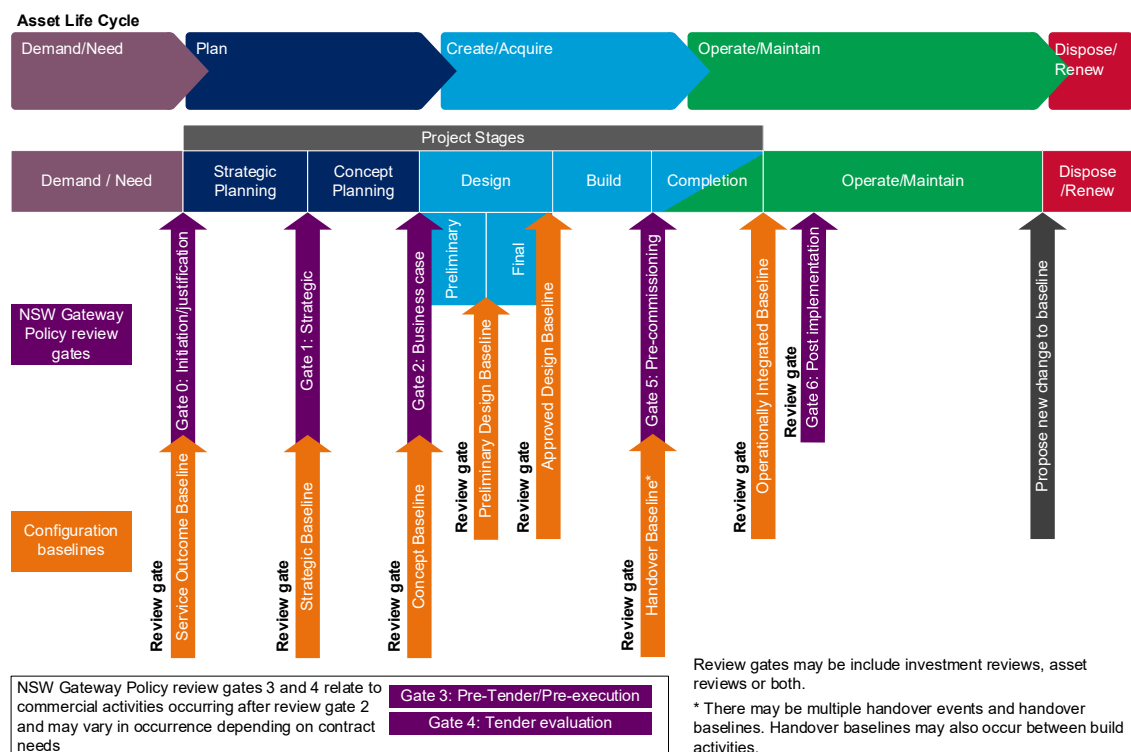 Asset Life Cycle
Demand/Need
Plan
Create/Acquire
Operate/Maintain
Dispose/
Renew
Project Stages
Demand / Need
Strategic
Planning
Concept
Planning
Design
Build
Completion
Operate/Maintain
Dispose
/Renew
Preliminary
Final
NSW Gateway
Policy review
gates
Gate 0: Initiation/justification
Gate 1: Strategic
Gate 2: Business case
Gate 5: Pre-commissioning
Review gate
Gate 6: Post implementation
Configuration
baselines
Review gate
Service Outcome Baseline
Review gate
Strategic Baseline
Review gate
Concept Baseline
Review gate
Preliminary Design Baseline
Review gate
Approved Design Baseline
Review gate
Handover Baseline*
Review gate
Operationally Integrated Baseline
Propose new change to baseline
NSW Gateway Policy review gates 3 and 4 relate to
commercial activities occurring after review gate 2
and may vary in occurrence depending on contract
needs
Gate 3: Pre-Tender/Pre-execution
Gate 4: Tender evaluation
Review gates may be include investment reviews, asset
reviews or both.
* There may be multiple handover events and handover
baselines. Handover baselines may also occur between build
activities.